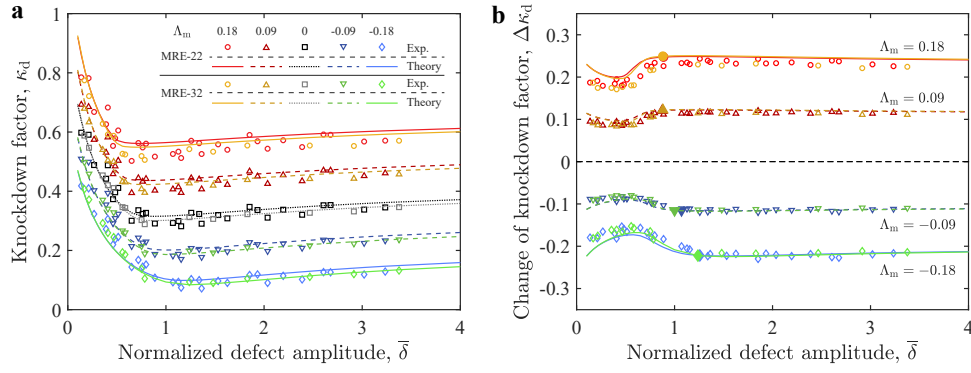 a
Knockdown factor, κd
1
0.8
0.6
0.4
0.2
0
0 1 2 3 4
Normalized defect amplitude, δ̅
Λm 0.18 0.09 0 -0.09 -0.18
MRE-22 Exp.
Theory
MRE-32 Exp.
Theory
b
Change of knockdown factor, Δκd
0.3
0.2
0.1
0
-0.1
-0.2
-0.3
0 1 2 3 4
Normalized defect amplitude, δ̅
Λm = 0.18
Λm = 0.09
Λm = −0.09
Λm = −0.18